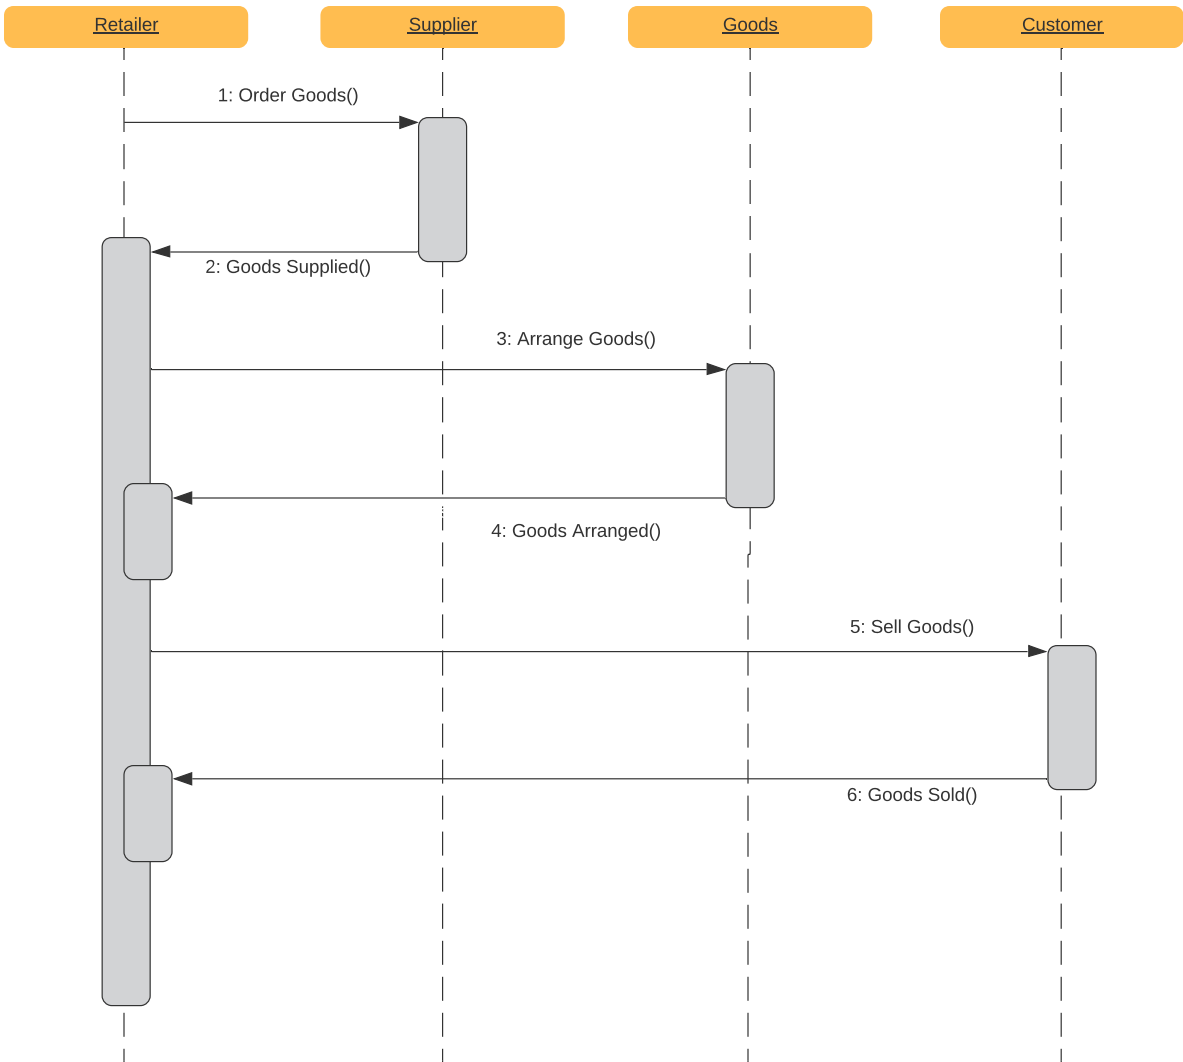 Retailer
Supplier
Goods
Customer
1: Order Goods()
2: Goods Supplied()
3: Arrange Goods()
4: Goods Arranged()
5: Sell Goods()
6: Goods Sold()